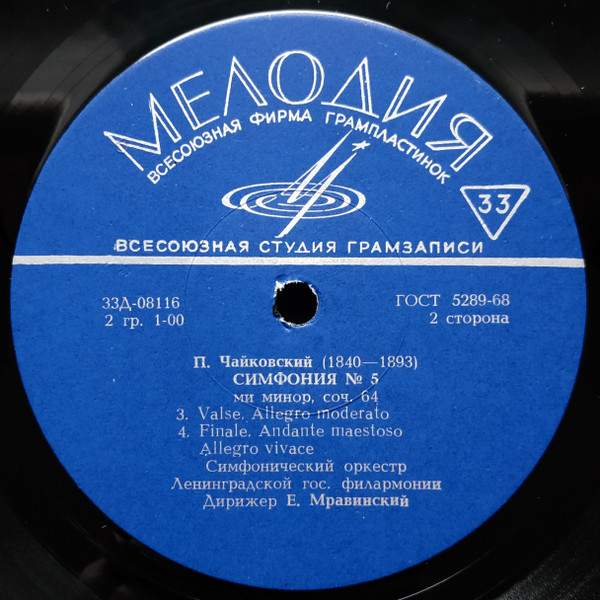 МЕЛОДИЯ
ВСЕСОЮЗНАЯ ФИРМА ГРАМПЛАСТИНОК
33
ВСЕСОЮЗНАЯ СТУДИЯ ГРАМЗАПИСИ
33Д-08116
ГОСТ 5289-68
2 гр. 1-00
2 сторона
П. Чайковский (1840—1893)
СИМФОНИЯ № 5
ми минор, соч. 64
3. Valse. Allegro moderato
4. Finale. Andante maestoso
Allegro vivace
Симфонический оркестр
Ленинградской гос. филармонии
Дирижер Е. Мравинский